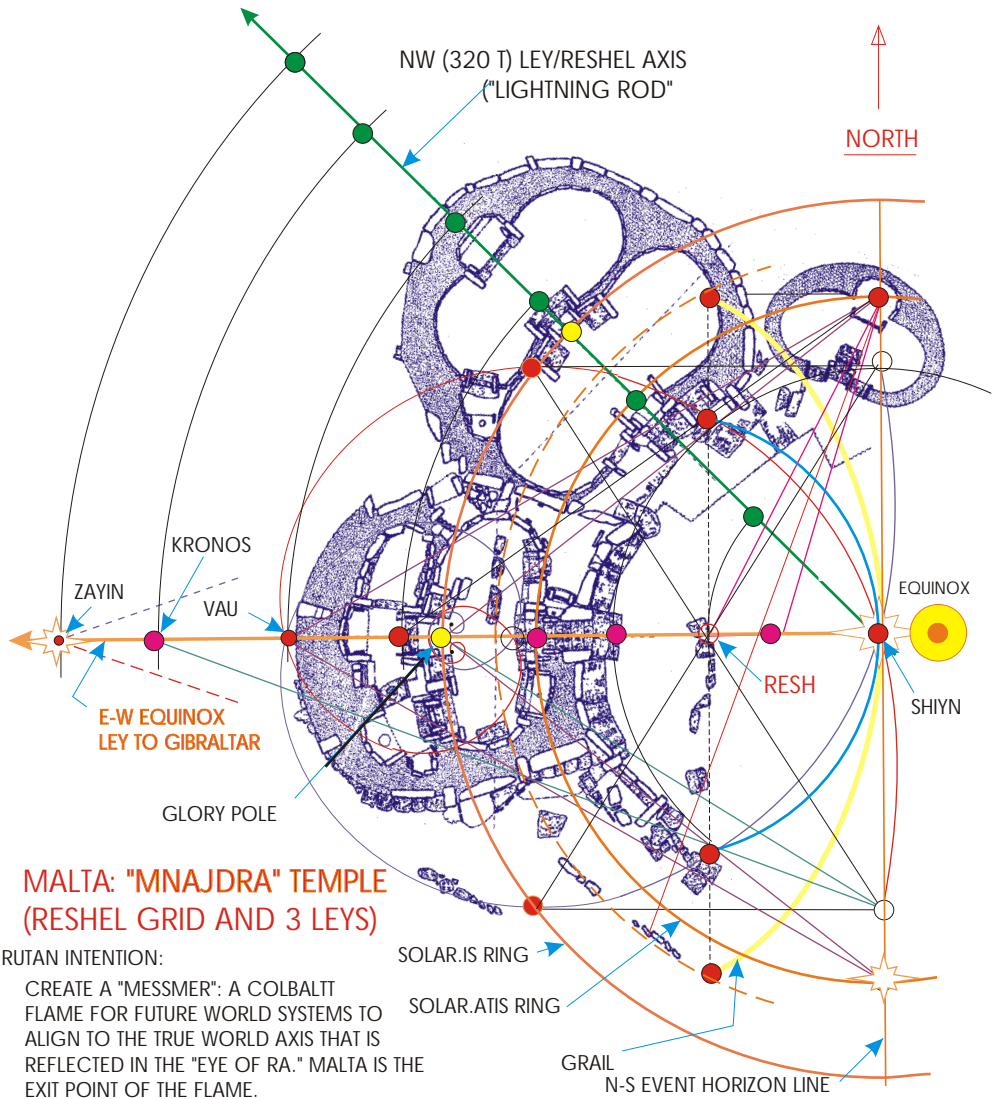 NW (320 T) LEY/RESHEL AXIS
("LIGHTNING ROD"
NORTH
KRONOS
ZAYIN
VAU
EQUINOX
RESH
SHIYN
E-W EQUINOX
LEY TO GIBRALTAR
GLORY POLE
MALTA: "MNAJDRA" TEMPLE
(RESHEL GRID AND 3 LEYS)
RUTAN INTENTION:
CREATE A "MESSMER": A COLBALTT
FLAME FOR FUTURE WORLD SYSTEMS TO
ALIGN TO THE TRUE WORLD AXIS THAT IS
REFLECTED IN THE "EYE OF RA." MALTA IS THE
EXIT POINT OF THE FLAME.
SOLAR.IS RING
SOLAR.ATIS RING
GRAIL
N-S EVENT HORIZON LINE